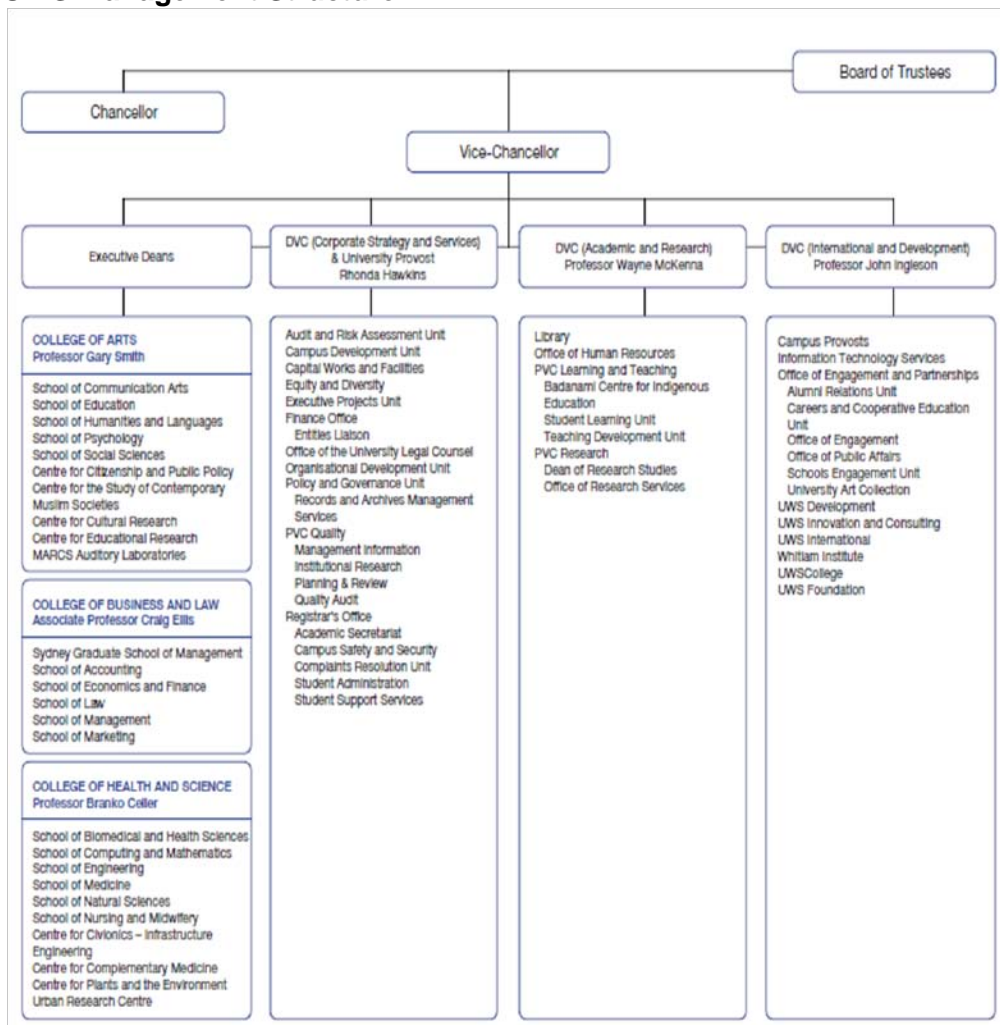 Board of Trustees
Chancellor
Vice-Chancellor
Executive Deans
DVC (Corporate Strategy and Services)
& University Provost
Rhonda Hawkins
DVC (Academic and Research)
Professor Wayne McKenna
DVC (International and Development)
Professor John Ingleson
COLLEGE OF ARTS
Professor Gary Smith
School of Communication Arts
School of Education
School of Humanities and Languages
School of Psychology
School of Social Sciences
Centre for Citizenship and Public Policy
Centre for the Study of Contemporary
Muslim Societies
Centre for Cultural Research
Centre for Educational Research
MARCS Auditory Laboratories
COLLEGE OF BUSINESS AND LAW
Associate Professor Craig Ellis
Sydney Graduate School of Management
School of Accounting
School of Economics and Finance
School of Law
School of Management
School of Marketing
COLLEGE OF HEALTH AND SCIENCE
Professor Branko Celler
School of Biomedical and Health Sciences
School of Computing and Mathematics
School of Engineering
School of Medicine
School of Natural Sciences
School of Nursing and Midwifery
Centre for Civionics – Infrastructure
Engineering
Centre for Complementary Medicine
Centre for Plants and the Environment
Urban Research Centre
Audit and Risk Assessment Unit
Campus Development Unit
Capital Works and Facilities
Equity and Diversity
Executive Projects Unit
Finance Office
Entities Liaison
Office of the University Legal Counsel
Organisational Development Unit
Policy and Governance Unit
Records and Archives Management
Services
PVC Quality
Management Information
Institutional Research
Planning & Review
Quality Audit
Registrar's Office
Academic Secretariat
Campus Safety and Security
Complaints Resolution Unit
Student Administration
Student Support Services
Library
Office of Human Resources
PVC Learning and Teaching
Badanami Centre for Indigenous
Education
Student Learning Unit
Teaching Development Unit
PVC Research
Dean of Research Studies
Office of Research Services
Campus Provosts
Information Technology Services
Office of Engagement and Partnerships
Alumni Relations Unit
Careers and Cooperative Education
Unit
Office of Engagement
Office of Public Affairs
Schools Engagement Unit
University Art Collection
UWS Development
UWS Innovation and Consulting
UWS International
Whitlam Institute
UWSCollege
UWS Foundation